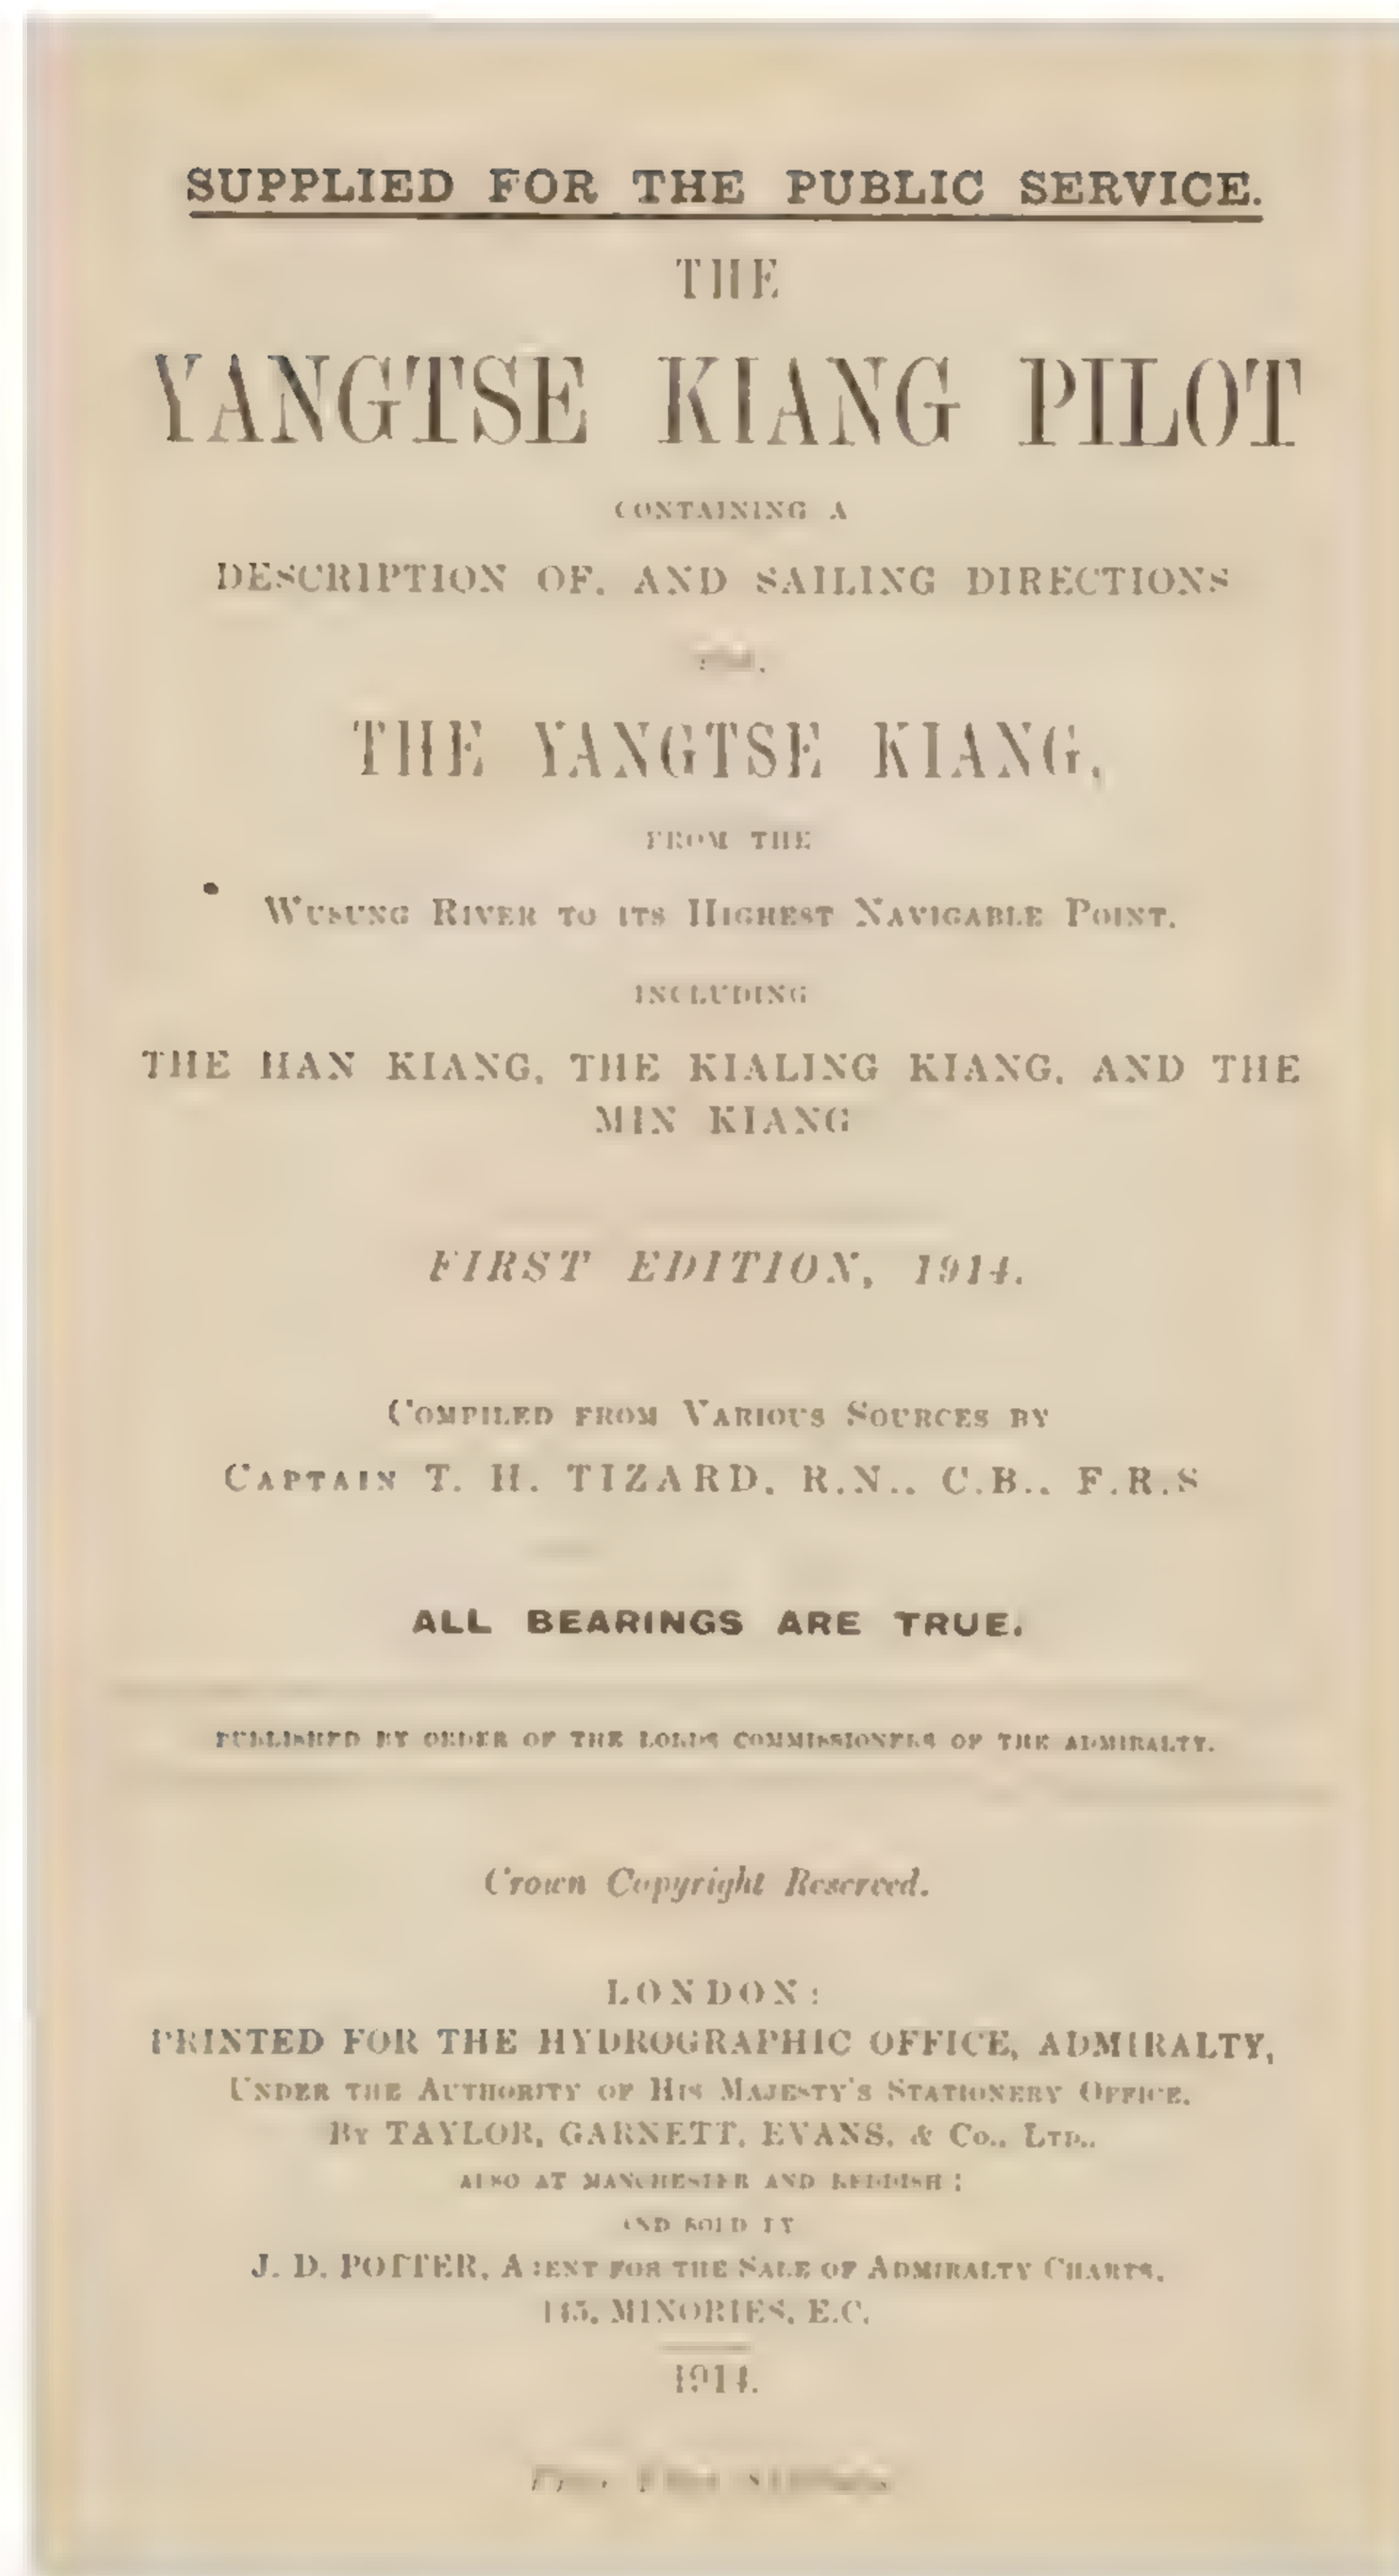 SUPPLIED FOR THE PUBLIC SERVICE.
THE
YANGTSE KIANG PILOT
CONTAINING A
DESCRIPTION OF, AND SAILING DIRECTIONS
THE YANGTSE KIANG,
FROM THE
WUSUNG RIVER TO ITS HIGHEST NAVIGABLE POINT.
INCLUDING
THE HAN KIANG, THE KIALING KIANG, AND THE
MIN KIANG
FIRST EDITION, 1914.
COMPILED FROM VARIOUS SOURCES BY
CAPTAIN T. H. TIZARD, R.N., C.B., F.R.S
ALL BEARINGS ARE TRUE.
PUBLISHED BY ORDER OF THE LORDS COMMISSIONERS OF THE ADMIRALTY.
Crown Copyright Reserved.
LONDON:
PRINTED FOR THE HYDROGRAPHIC OFFICE, ADMIRALTY,
UNDER THE AUTHORITY OF HIS MAJESTY'S STATIONERY OFFICE,
BY TAYLOR, GARNETT, EVANS, & Co., LTD.,
ALSO AT MANCHESTER AND REDDISH;
AND SOLD BY
J. D. POTTER, AGENT FOR THE SALE OF ADMIRALTY CHARTS,
145, MINORIES, E.C.
1914.